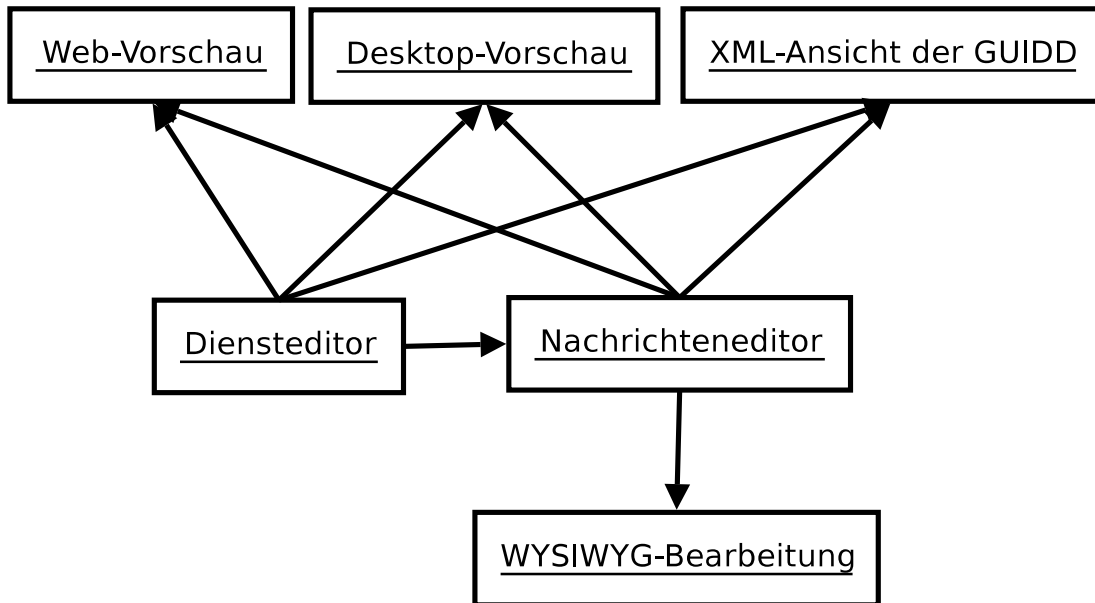 Web-Vorschau
Desktop-Vorschau
XML-Ansicht der GUIDD
Diensteditor
Nachrichteneditor
WYSIWYG-Bearbeitung